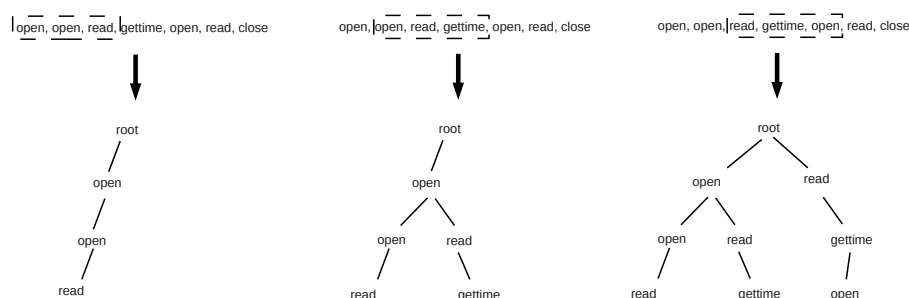 open, open, read, gettime, open, read, close
root
open
open
read
open, open, read, gettime, open, read, close
root
open
open read
read gettime
open, open, read, gettime, open, read, close
root
open read
open read gettime
read gettime open